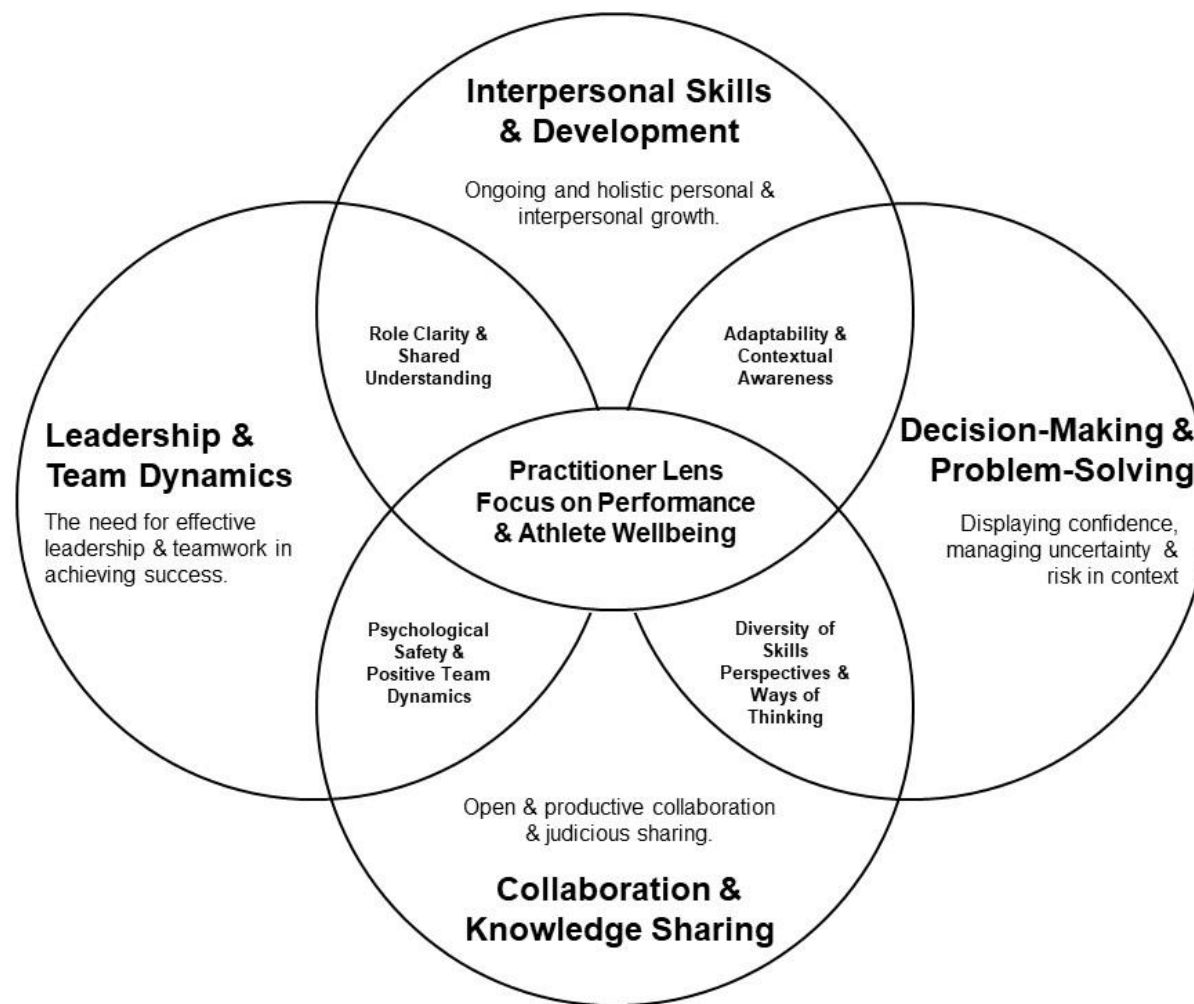 Interpersonal Skills
& Development
Ongoing and holistic personal &
interpersonal growth.
Role Clarity &
Shared
Understanding
Adaptability &
Contextual
Awareness
Leadership &
Team Dynamics
The need for effective
leadership & teamwork in
achieving success.
Practitioner Lens
Focus on Performance
& Athlete Wellbeing
Decision-Making &
Problem-Solving
Displaying confidence,
managing uncertainty &
risk in context
Psychological
Safety &
Positive Team
Dynamics
Diversity of
Skills
Perspectives &
Ways of
Thinking
Open & productive collaboration
& judicious sharing.
Collaboration &
Knowledge Sharing